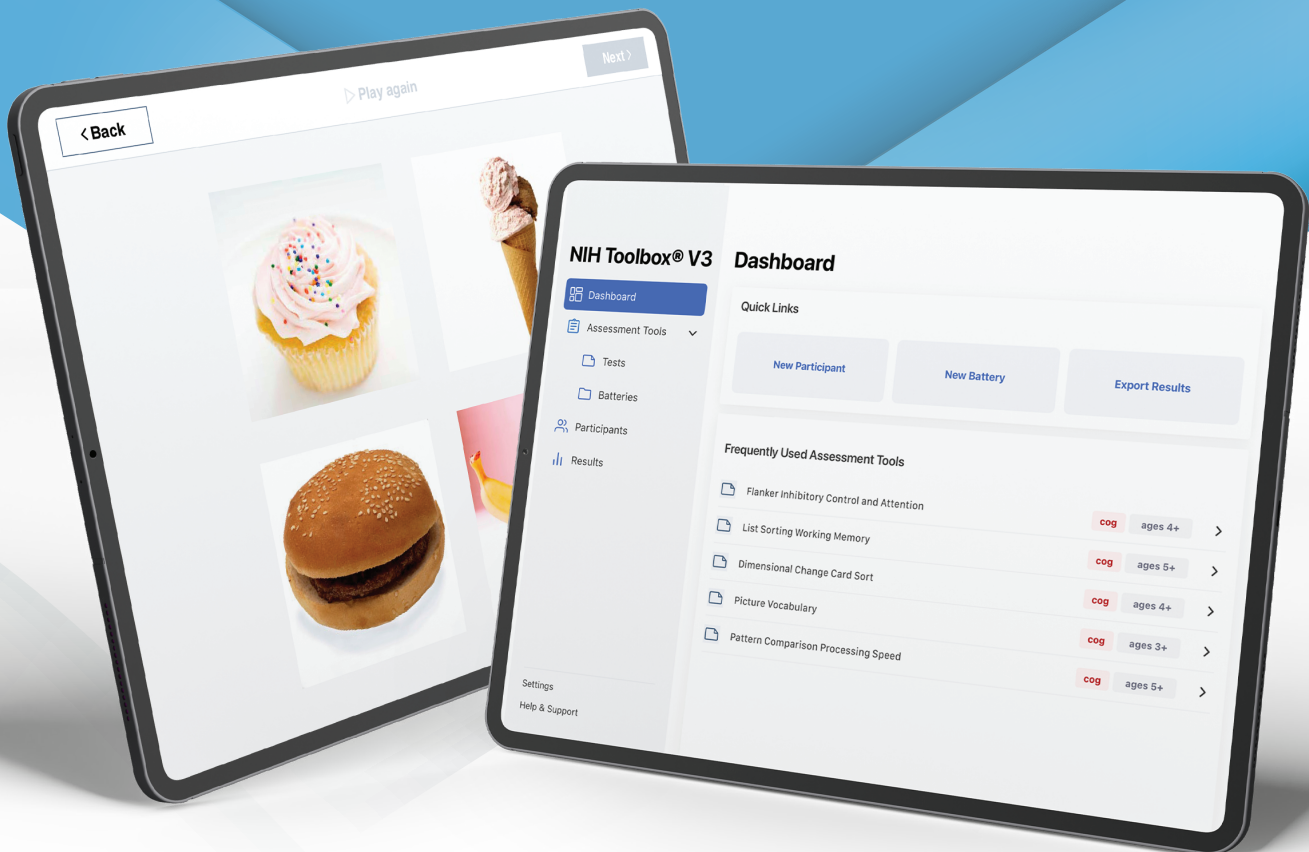 Back
Play again
Next
NIH Toolbox® V3
Dashboard
Assessment Tools
Tests
Batteries
Participants
Results
Settings
Help & Support
Dashboard
Quick Links
New Participant
New Battery
Export Results
Frequently Used Assessment Tools
Flanker Inhibitory Control and Attention cog ages 4+
List Sorting Working Memory cog ages 5+
Dimensional Change Card Sort cog ages 4+
Picture Vocabulary cog ages 3+
Pattern Comparison Processing Speed cog ages 5+